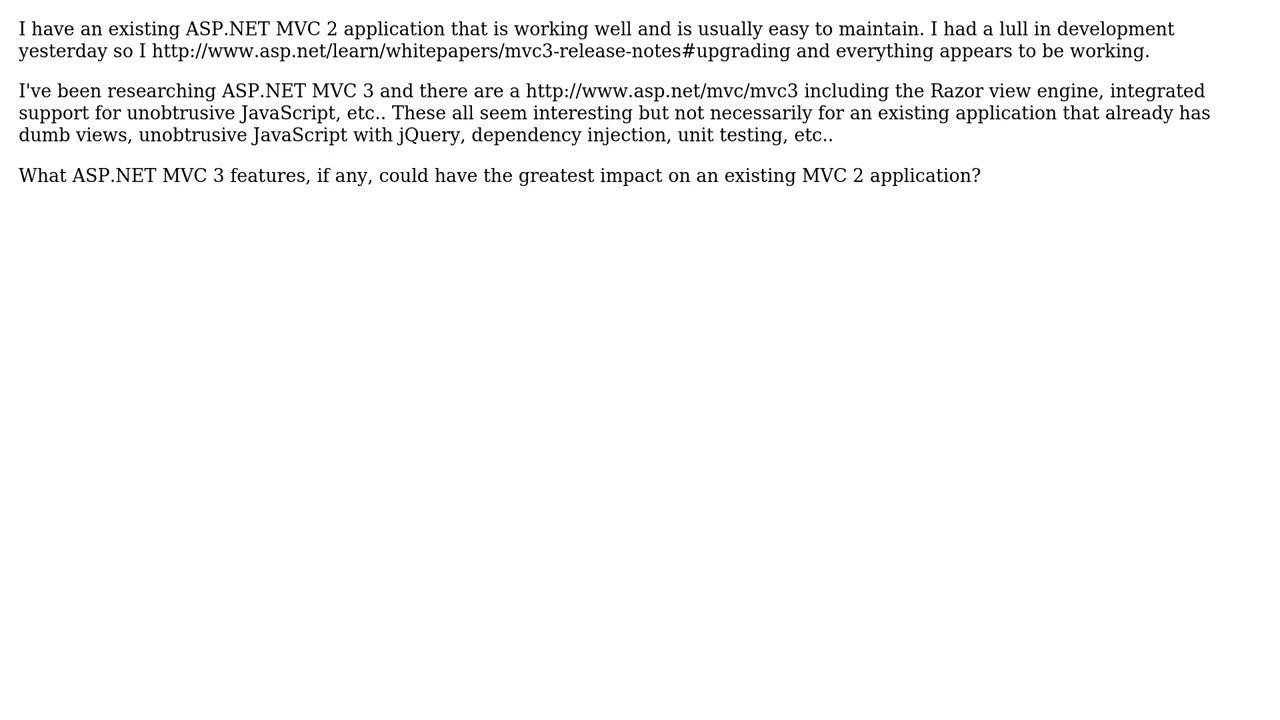 I have an existing ASP.NET MVC 2 application that is working well and is usually easy to maintain. I had a lull in development
yesterday so I http://www.asp.net/learn/whitepapers/mvc3-release-notes#upgrading and everything appears to be working.
I've been researching ASP.NET MVC 3 and there are a http://www.asp.net/mvc/mvc3 including the Razor view engine, integrated
support for unobtrusive JavaScript, etc.. These all seem interesting but not necessarily for an existing application that already has
dumb views, unobtrusive JavaScript with jQuery, dependency injection, unit testing, etc..
What ASP.NET MVC 3 features, if any, could have the greatest impact on an existing MVC 2 application?